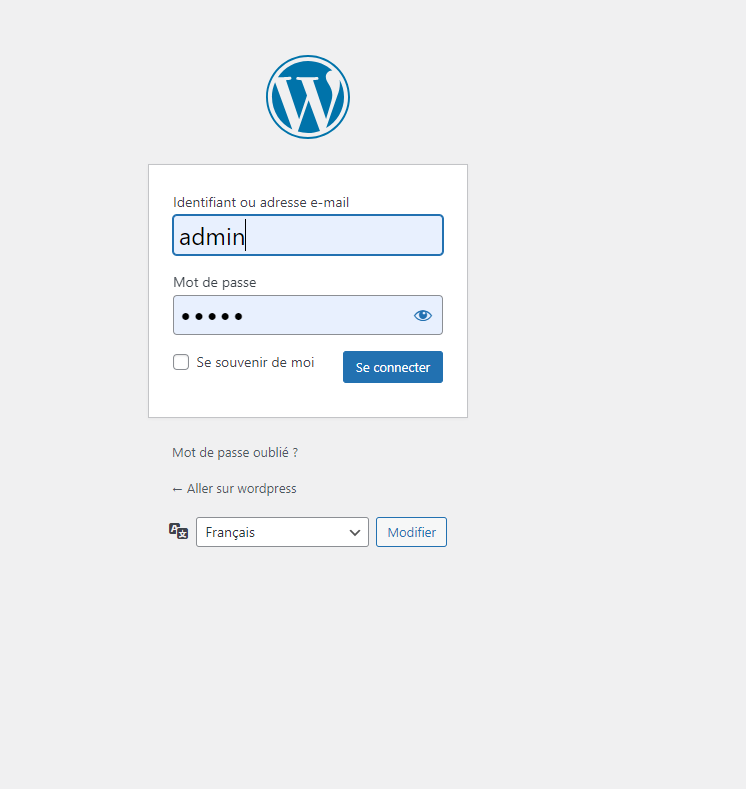 Identifiant ou adresse e-mail
admin
Mot de passe
•••••
Se souvenir de moi
Se connecter
Mot de passe oublié ?
← Aller sur wordpress
Français
Modifier